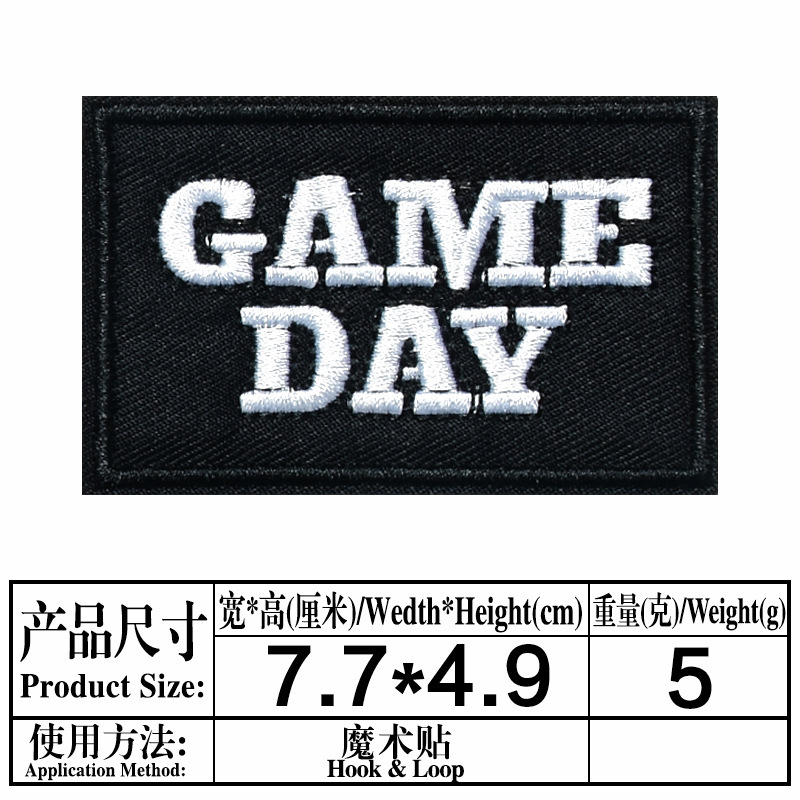 GAME
DAY
产品尺寸
Product Size:
宽*高(厘米)/Wedth*Height(cm)
重量(克)/Weight(g)
7.7*4.9
5
使用方法:
Application Method:
魔术贴
Hook & Loop